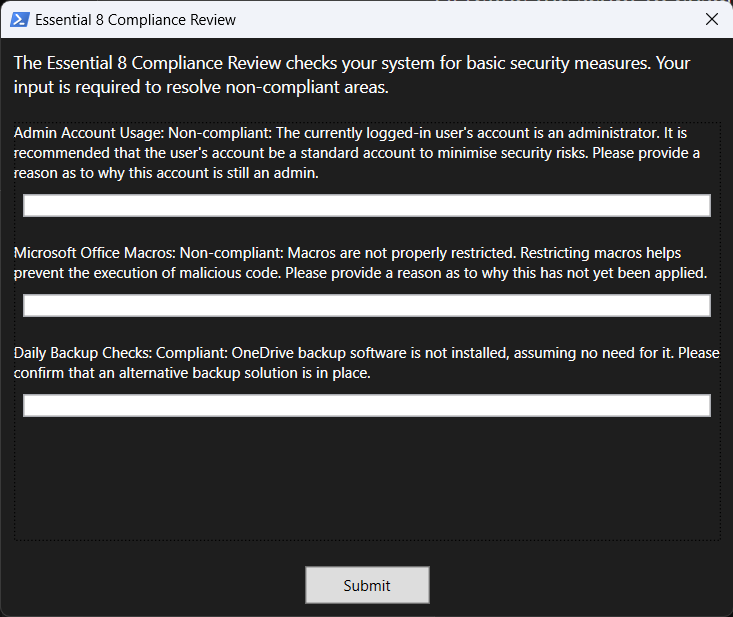 Essential 8 Compliance Review
The Essential 8 Compliance Review checks your system for basic security measures. Your
input is required to resolve non-compliant areas.
Admin Account Usage: Non-compliant: The currently logged-in user's account is an administrator. It is
recommended that the user's account be a standard account to minimise security risks. Please provide a
reason as to why this account is still an admin.
Microsoft Office Macros: Non-compliant: Macros are not properly restricted. Restricting macros helps
prevent the execution of malicious code. Please provide a reason as to why this has not yet been applied.
Daily Backup Checks: Compliant: OneDrive backup software is not installed, assuming no need for it. Please
confirm that an alternative backup solution is in place.
Submit